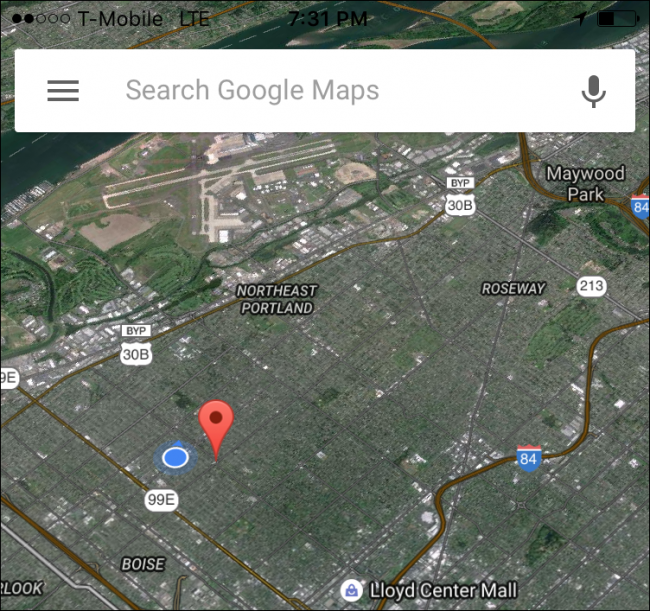 T-Mobile LTE 7:31 PM
Search Google Maps
Maywood
Park
BYP
30B
84
NORTHEAST
PORTLAND
ROSEWAY
213
BYP
30B
9E
84
99E
BOISE
RLOOK
Lloyd Center Mall